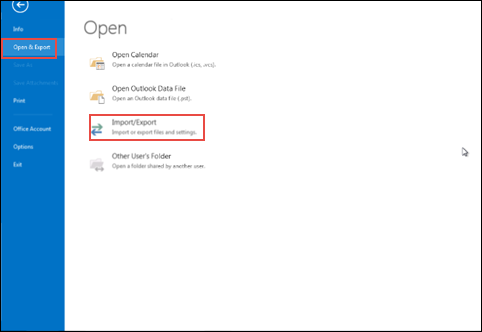 Info
Open & Export
Save As
Save Attachments
Print
Office Account
Options
Exit
Open
Open Calendar
Open a calendar file in Outlook (.ics, .vcs).
Open Outlook Data File
Open an Outlook data file (.pst).
Import/Export
Import or export files and settings.
Other User's Folder
Open a folder shared by another user.